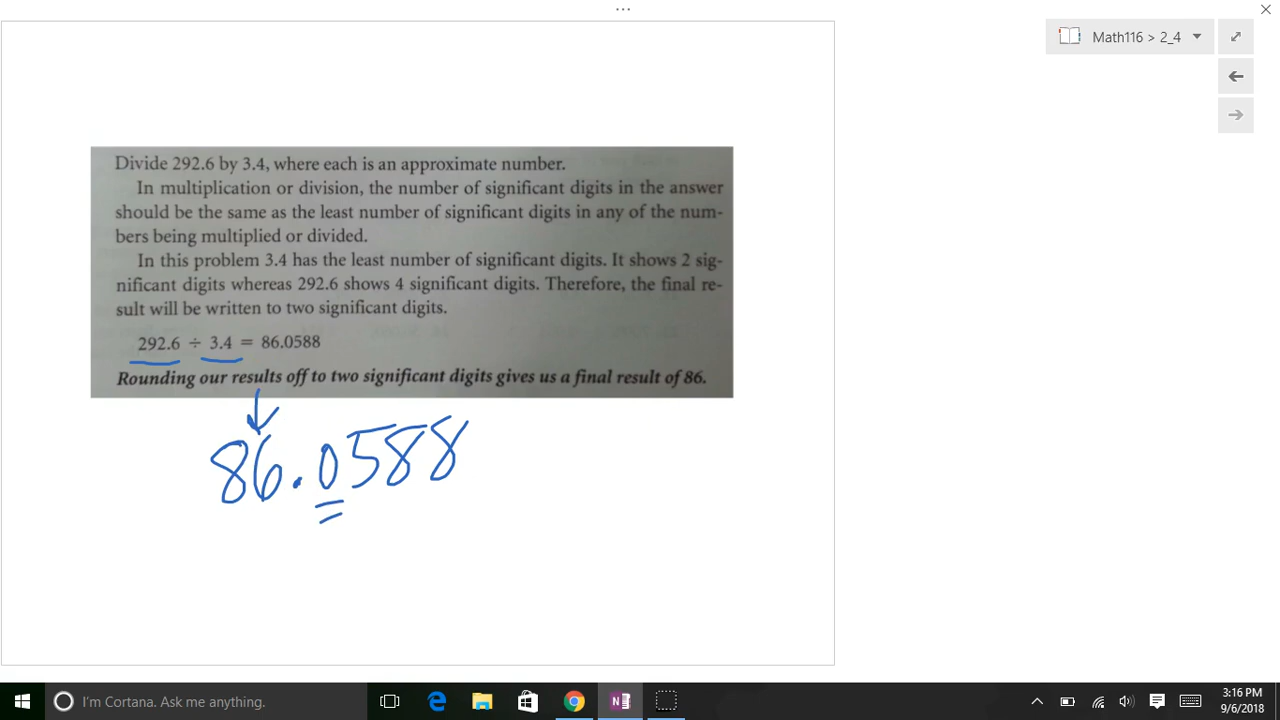 Math116 > 2_4
Divide 292.6 by 3.4, where each is an approximate number.
In multiplication or division, the number of significant digits in the answer
should be the same as the least number of significant digits in any of the num-
bers being multiplied or divided.
In this problem 3.4 has the least number of significant digits. It shows 2 sig-
nificant digits whereas 292.6 shows 4 significant digits. Therefore, the final re-
sult will be written to two significant digits.
292.6 ÷ 3.4 = 86.0588
Rounding our results off to two significant digits gives us a final result of 86.
86.0588
I'm Cortana. Ask me anything.
3:16 PM
9/6/2018